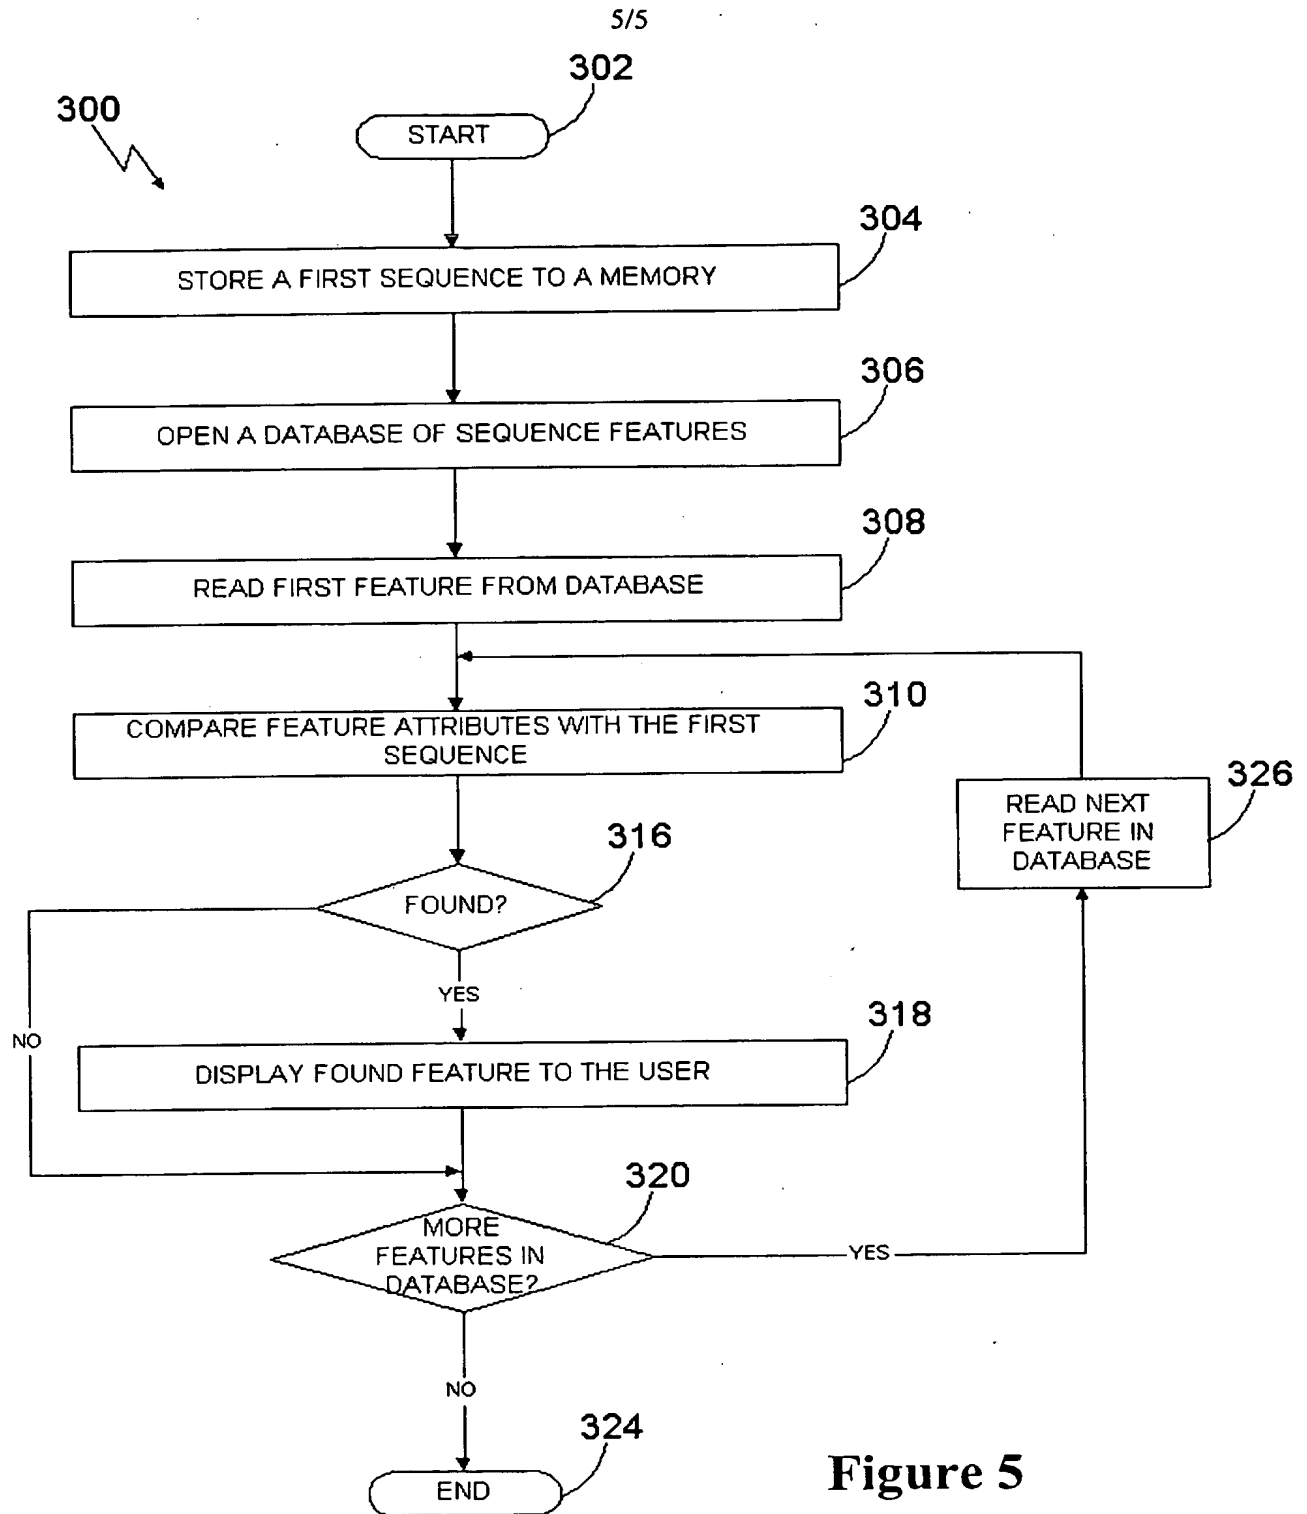 5/5
302
300
START
304
STORE A FIRST SEQUENCE TO A MEMORY
306
OPEN A DATABASE OF SEQUENCE FEATURES
308
READ FIRST FEATURE FROM DATABASE
310
COMPARE FEATURE ATTRIBUTES WITH THE FIRST
SEQUENCE
326
READ NEXT
FEATURE IN
DATABASE
316
FOUND?
YES
NO
318
DISPLAY FOUND FEATURE TO THE USER
320
MORE
FEATURES IN
DATABASE?
YES
NO
324
END
Figure 5